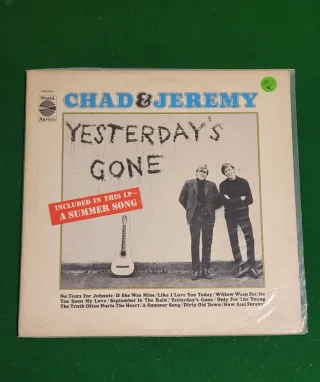 World
Artists
CHAD & JEREMY
YESTERDAY'S
GONE
INCLUDED IN THIS LP—
A SUMMER SONG
No Tears For Johnnie/If She Was Mine/Like I Love You Today/Willow Weep For Me
Too Soon My Love/September In The Rain/Yesterday's Gone/Only For The Young
The Truth Often Hurts The Heart/A Summer Song/Dirty Old Town/Now And Forever